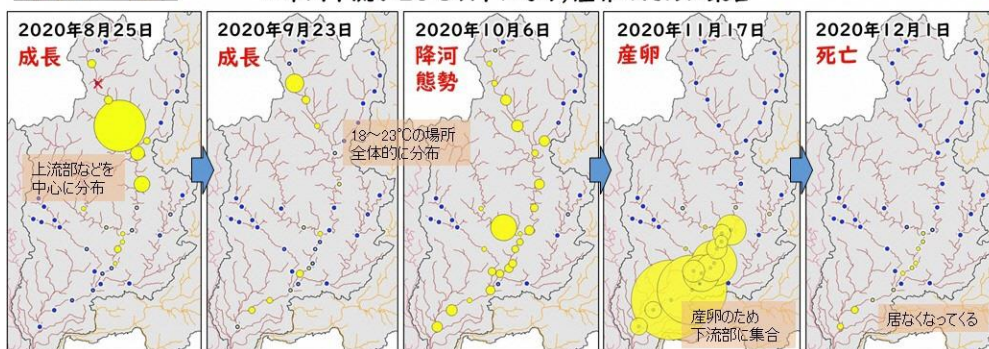 2020年8月25日
成長
上流部などを
中心に分布
2020年9月23日
成長
18～23℃の場所
全体的に分布
2020年10月6日
降河
態勢
2020年11月17日
産卵
産卵のため
下流部に集合
2020年12月1日
死亡
居なくなってくる